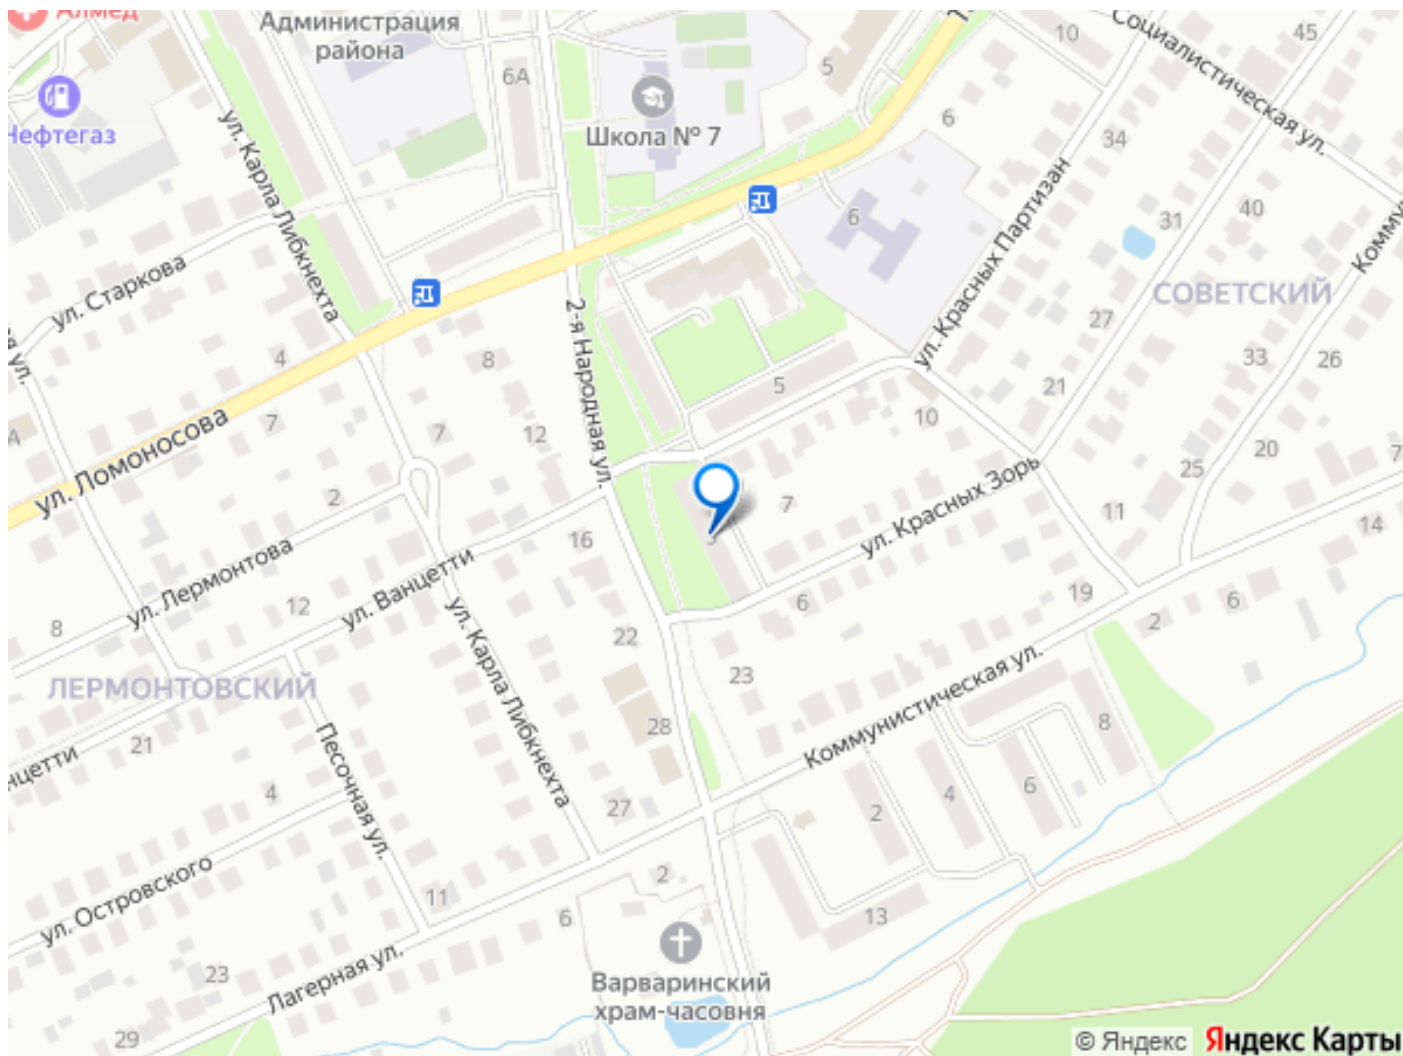 Алмед
Администрация
района
6А
Нефтегаз
Школа № 7
5
10
Социалистическая ул.
45
6
34
ул. Карла Либкнехта
ул. Красных Партизан
31
40
6
ул. Старкова
СОВЕТСКИЙ
27
33
26
4
8
2-я Народная ул.
5
21
10
7
7
12
ул. Ломоносова
20
25
7
2
7
ул. Красных Зорь
11
14
16
ул. Лермонтова
12
ул. Ванцетти
8
22
6
19
2
6
ЛЕРМОНТОВСКИЙ
ул. Карла Либкнехта
23
Коммунистическая ул.
21
28
8
Песочная ул.
4
27
2
4
6
ул. Островского
11
2
6
13
23
Лагерная ул.
Варваринский
храм-часовня
29
© Яндекс
Яндекс Карты